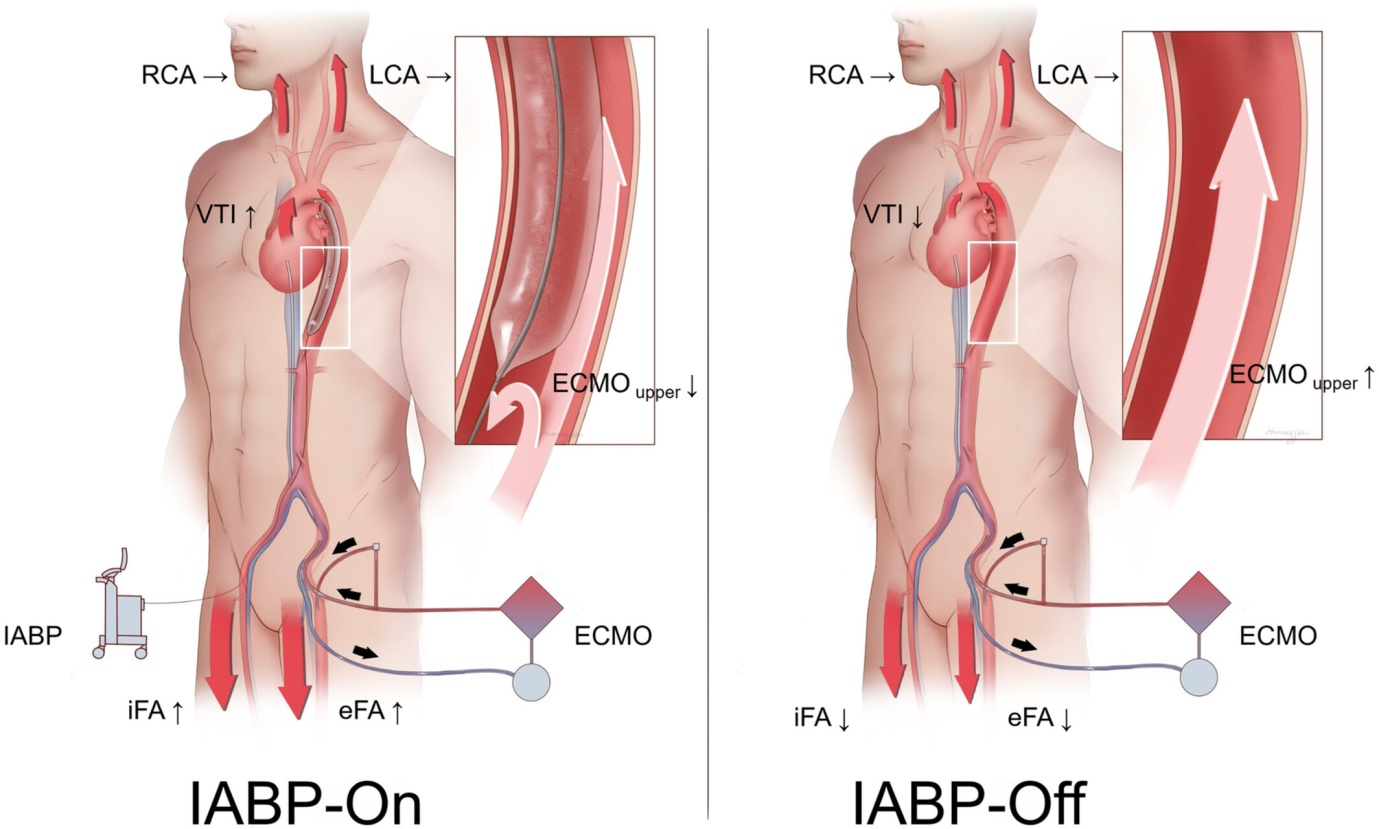 RCA →
LCA →
VTI ↑
ECMO upper ↓
IABP
ECMO
iFA ↑
eFA ↑
IABP-On
RCA →
LCA →
VTI ↓
ECMO upper ↑
ECMO
iFA ↓
eFA ↓
IABP-Off